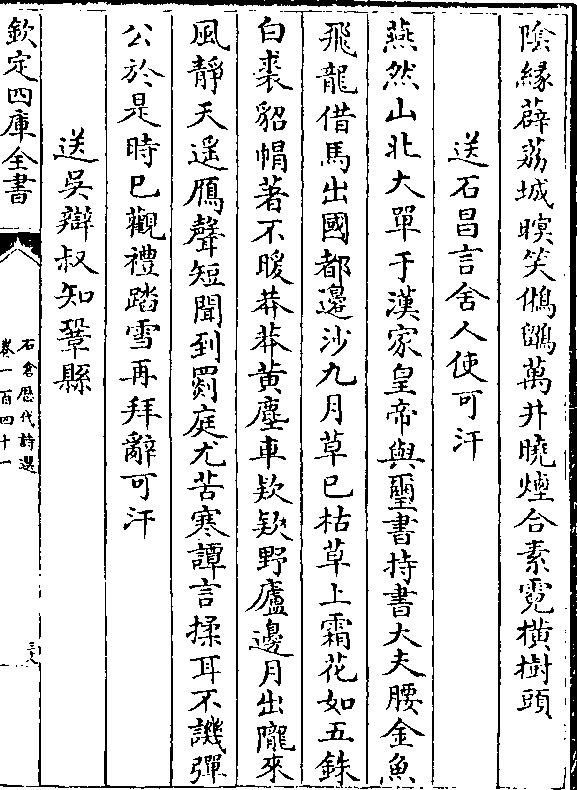 陰緣薜荔城暝笑鵂鶹萬井曉煙合素霓橫樹頭
送石昌言舍人使可汗
燕然山北大單于漢家皇帝與璽書持書大夫腰金魚
飛龍借馬出國都邊沙九月草已枯草上霜花如五銖
白裘貂帽著不暖莽莽黃塵車欵欵野廬邊月出隴來
風靜天遥鴈聲短聞到罽庭尤苦寒譚言揉耳不譏彈
公於是時已觀禮踏雪再拜辭可汗
送吳辯叔知鞏縣
欽定四庫全書
石倉歷代詩選
卷一百四十一